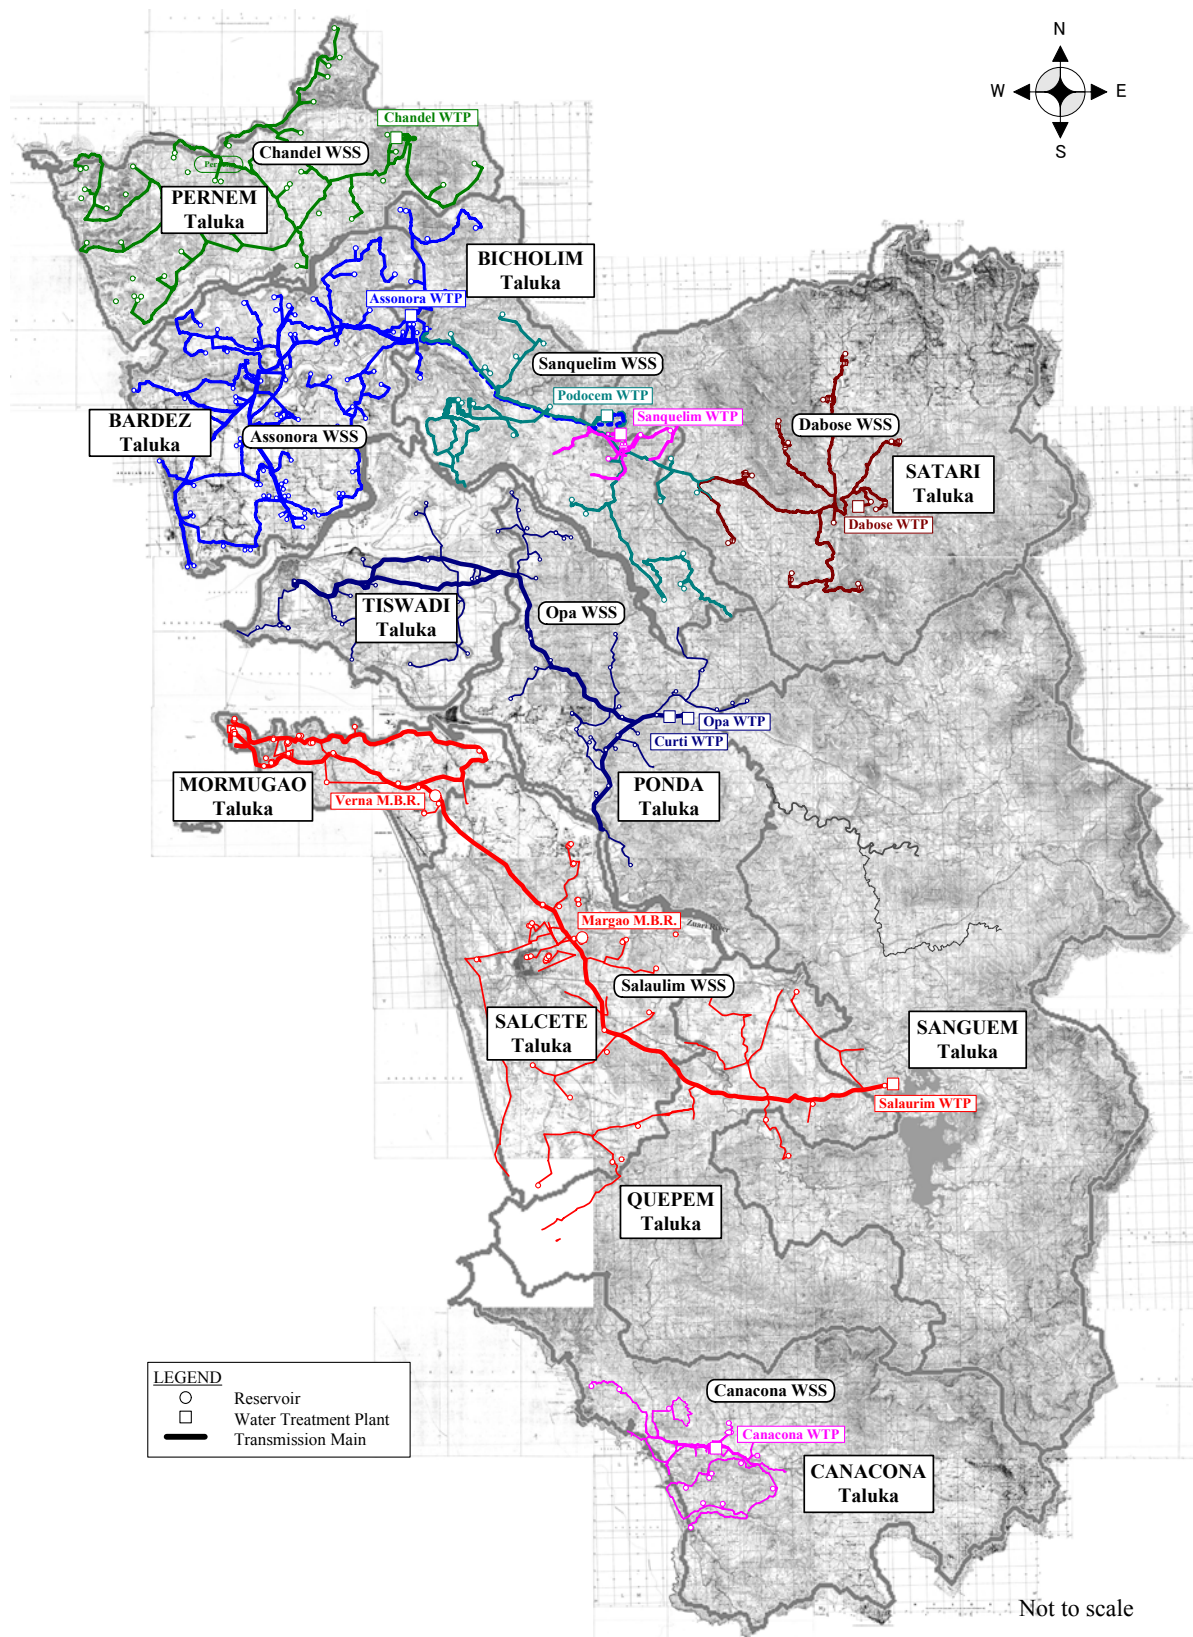 N
W
E
S
Chandel WTP
Chandel WSS
PERNEM
Taluka
BICHOLIM
Taluka
Assonora WTP
Sanquelim WSS
Podocem WTP
Sanquelim WTP
BARDEZ
Taluka
Assonora WSS
Dabose WSS
SATARI
Taluka
Dabose WTP
TISWADI
Taluka
Opa WSS
Opa WTP
Curti WTP
MORMUGAO
Taluka
Verna M.B.R.
PONDA
Taluka
Margao M.B.R.
Zuari River
Salaulim WSS
SALCETE
Taluka
SANGUEM
Taluka
Salaurim WTP
QUEPEM
Taluka
LEGEND
Reservoir
Water Treatment Plant
Transmission Main
Canacona WSS
Canacona WTP
CANACONA
Taluka
Not to scale